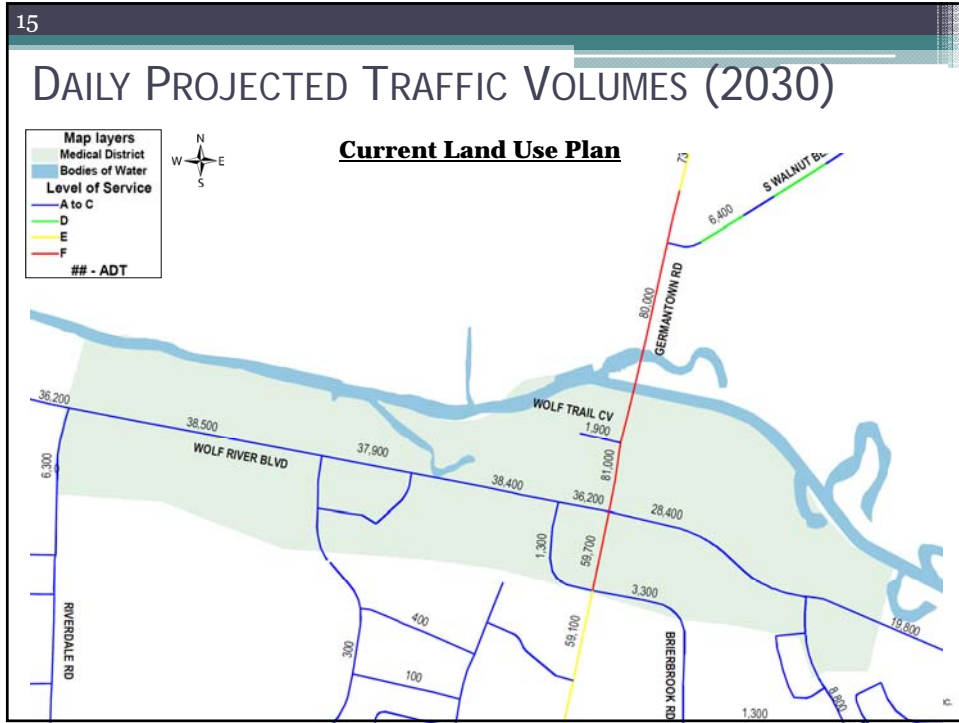 15
DAILY PROJECTED TRAFFIC VOLUMES (2030)
Map layers
Medical District
Bodies of Water
Level of Service
A to C
D
E
F
## - ADT
N
W E
S
Current Land Use Plan
S WALNUT
6,400
80,000
GERMANTOWN RD
36,200
38,500
WOLF RIVER BLVD
37,900
38,400
36,200
28,400
WOLF TRAIL CV
1,900
81,000
6,300
1,300
59,700
3,300
59,100
RIVERDALE RD
300
400
100
BRIERBROOK RD
19,800
8,800
1,300